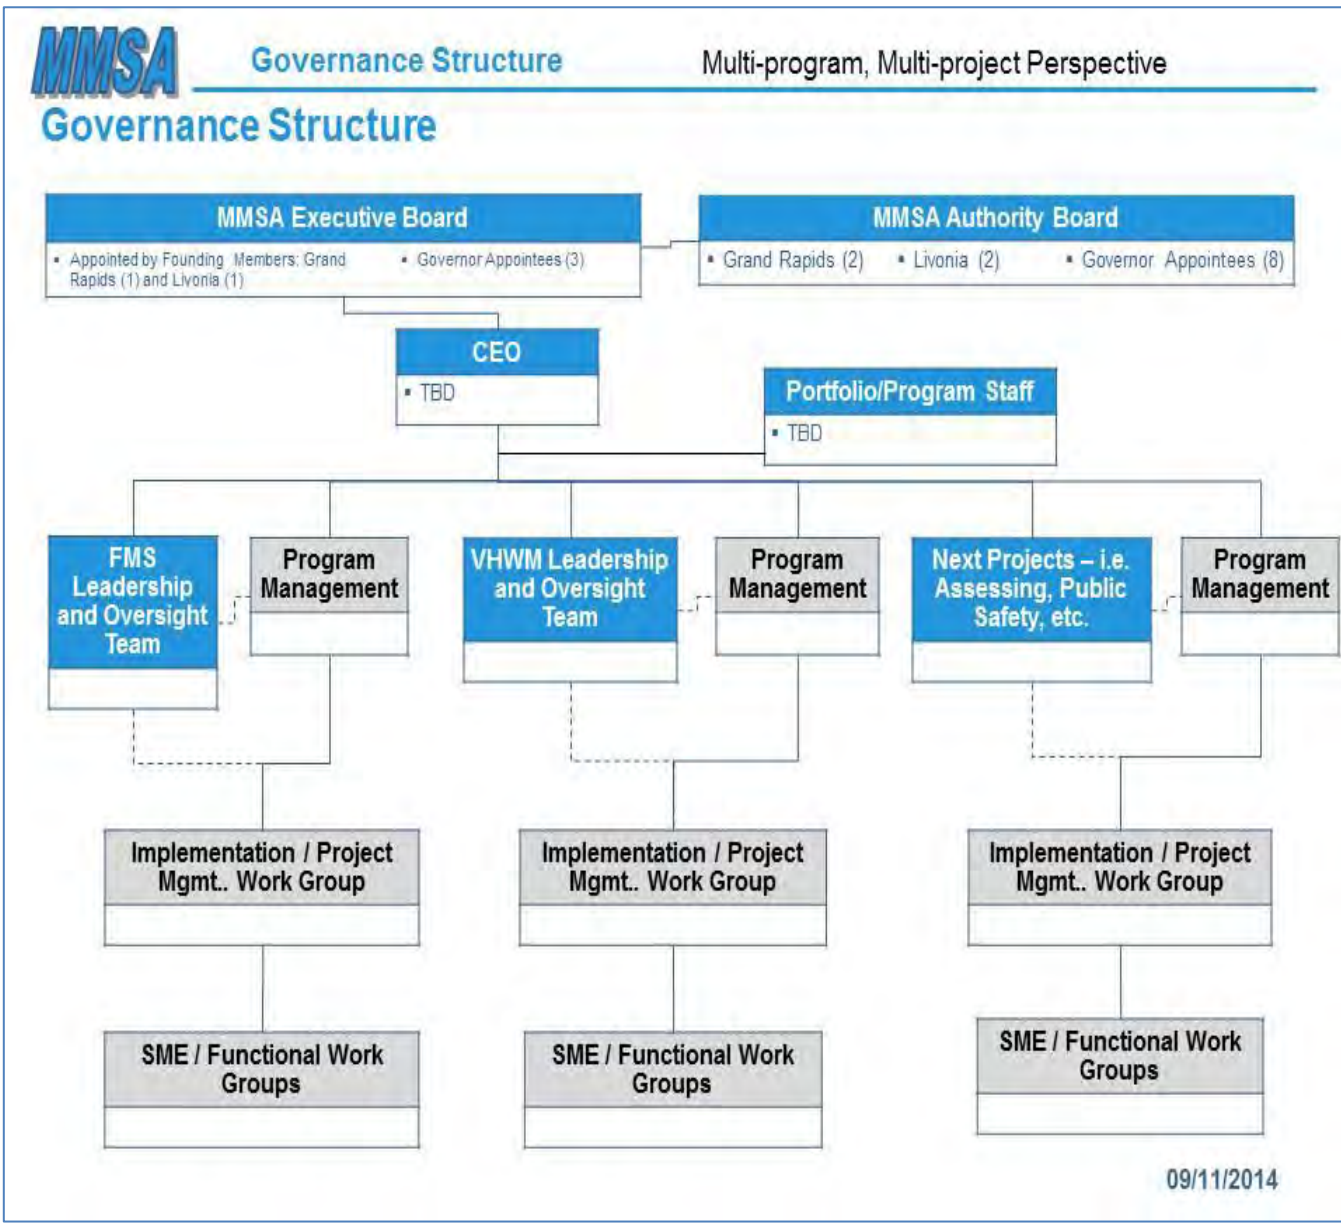 MMSA
Governance Structure
Multi-program, Multi-project Perspective
Governance Structure
MMSA Executive Board
▪ Appointed by Founding Members: Grand
Rapids (1) and Livonia (1)
▪ Governor Appointees (3)
MMSA Authority Board
▪ Grand Rapids (2)
▪ Livonia (2)
▪ Governor Appointees (8)
CEO
▪ TBD
Portfolio/Program Staff
▪ TBD
FMS
Leadership
and Oversight
Team
Program
Management
VHWM Leadership
and Oversight
Team
Program
Management
Next Projects – i.e.
Assessing, Public
Safety, etc.
Program
Management
Implementation / Project
Mgmt.. Work Group
Implementation / Project
Mgmt.. Work Group
Implementation / Project
Mgmt.. Work Group
SME / Functional Work
Groups
SME / Functional Work
Groups
SME / Functional Work
Groups
09/11/2014